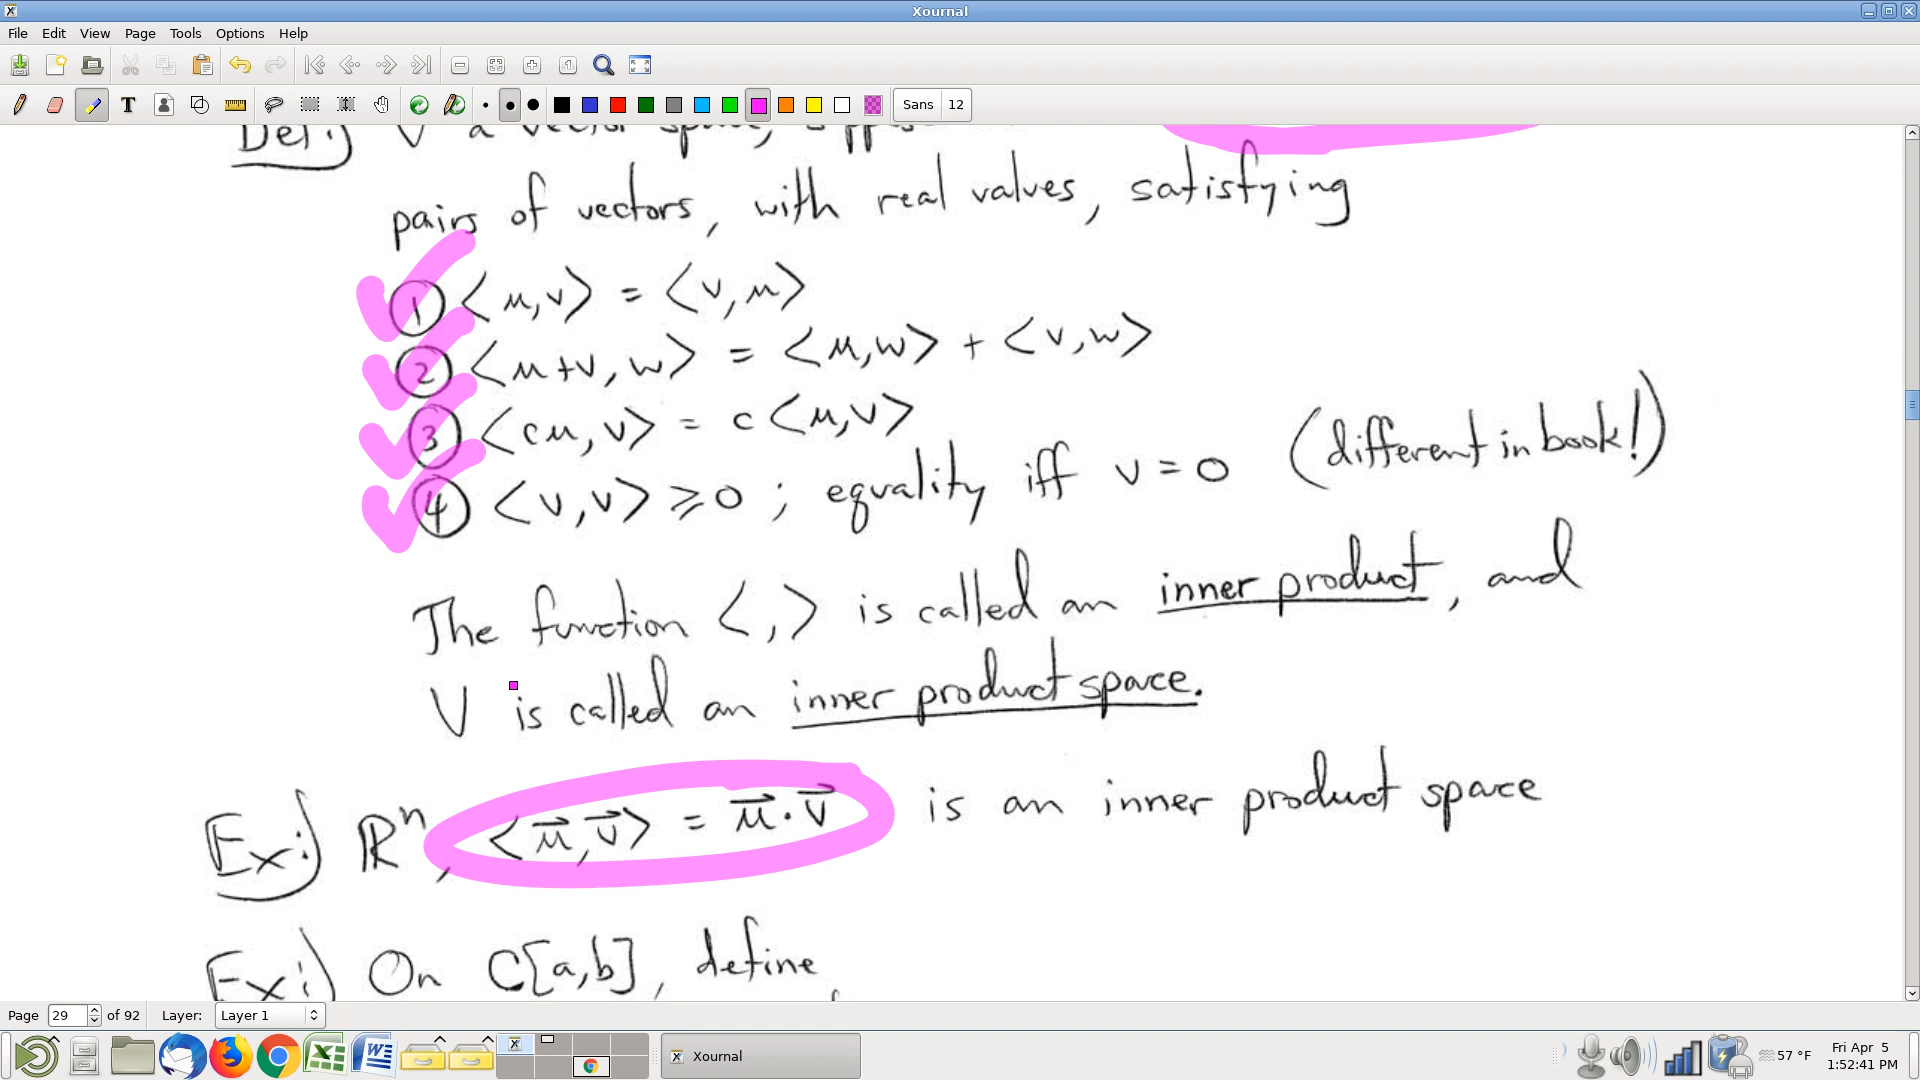 Xournal
File Edit View Page Tools Options Help
Sans 12
Def: V a vector space,
pairs of vectors, with real values, satisfying
① <u,v> = <v,u>
② <u+v, w> = <u,w> + <v,w>
③ <cu, v> = c <u,v>
④ <v,v> ≥ 0 ; equality iff v = 0 (different in book!)
The function < , > is called an inner product, and
V is called an inner product space.
Ex: ℝⁿ, <u⃗,v⃗> = u⃗·v⃗ is an inner product space
Ex: On C[a,b], define
Page 29 of 92 Layer: Layer 1
Xournal
57 °F
Fri Apr 5
1:52:41 PM